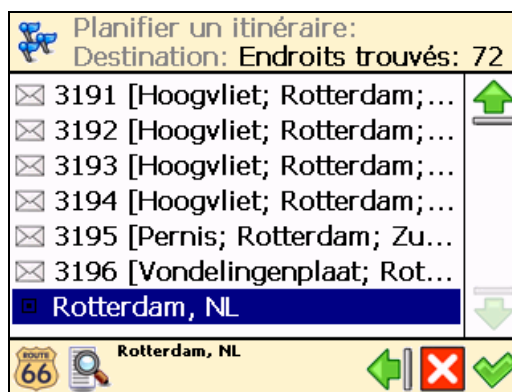 Planifier un itinéraire:
Destination: Endroits trouvés: 72
3191 [Hoogvliet; Rotterdam;...
3192 [Hoogvliet; Rotterdam;...
3193 [Hoogvliet; Rotterdam;...
3194 [Hoogvliet; Rotterdam;...
3195 [Pernis; Rotterdam; Zu...
3196 [Vondelingenplaat; Rot...
Rotterdam, NL
ROUTE
66
Rotterdam, NL